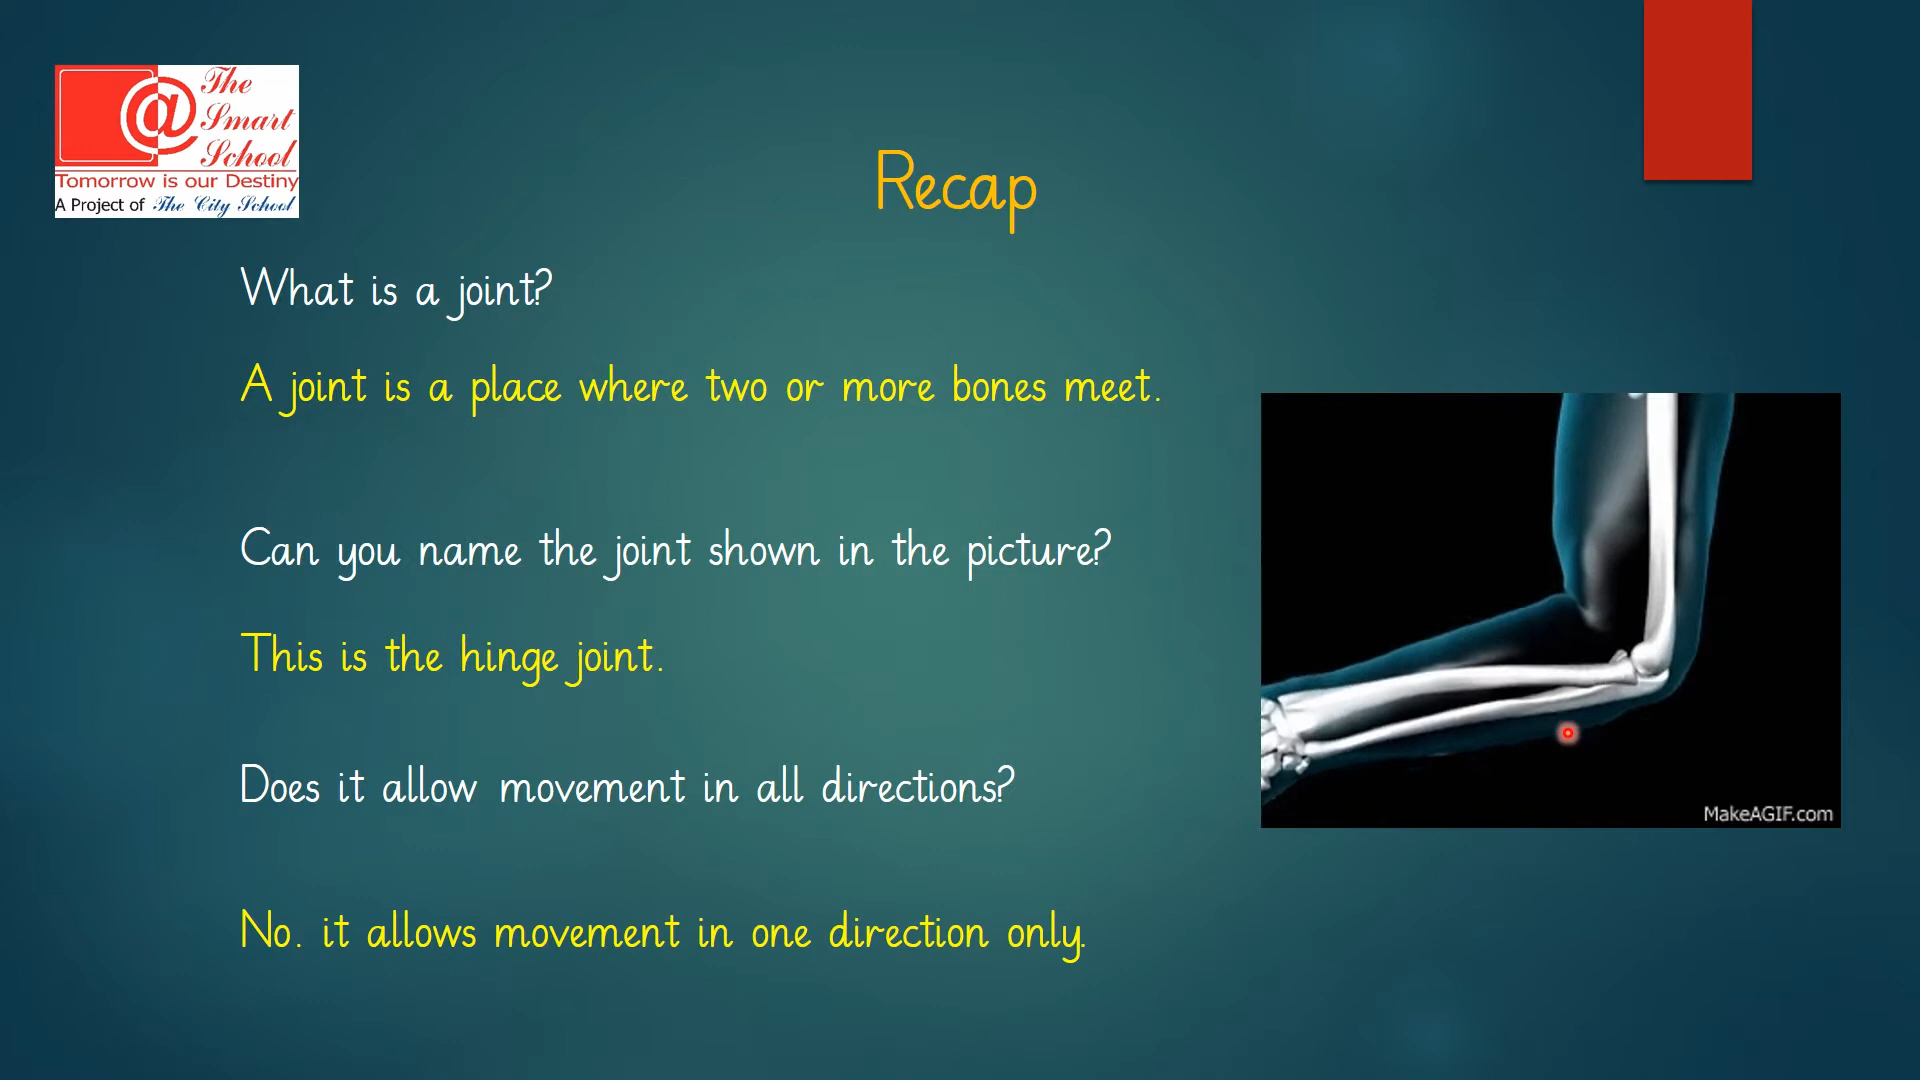 @
The
Smart
School
Tomorrow is our Destiny
A Project of The City School
Recap
What is a joint?
A joint is a place where two or more bones meet.
Can you name the joint shown in the picture?
This is the hinge joint.
Does it allow movement in all directions?
No. it allows movement in one direction only.
MakeAGIF.com